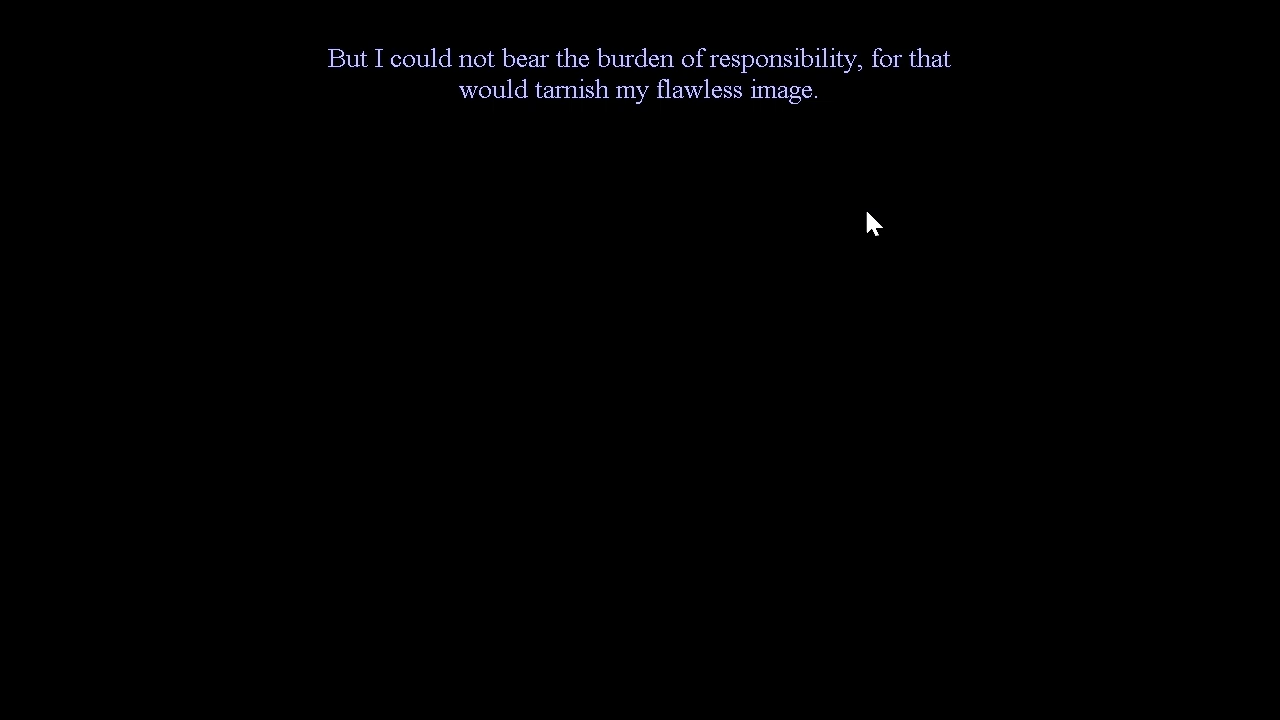 But I could not bear the burden of responsibility, for that
would tarnish my flawless image.